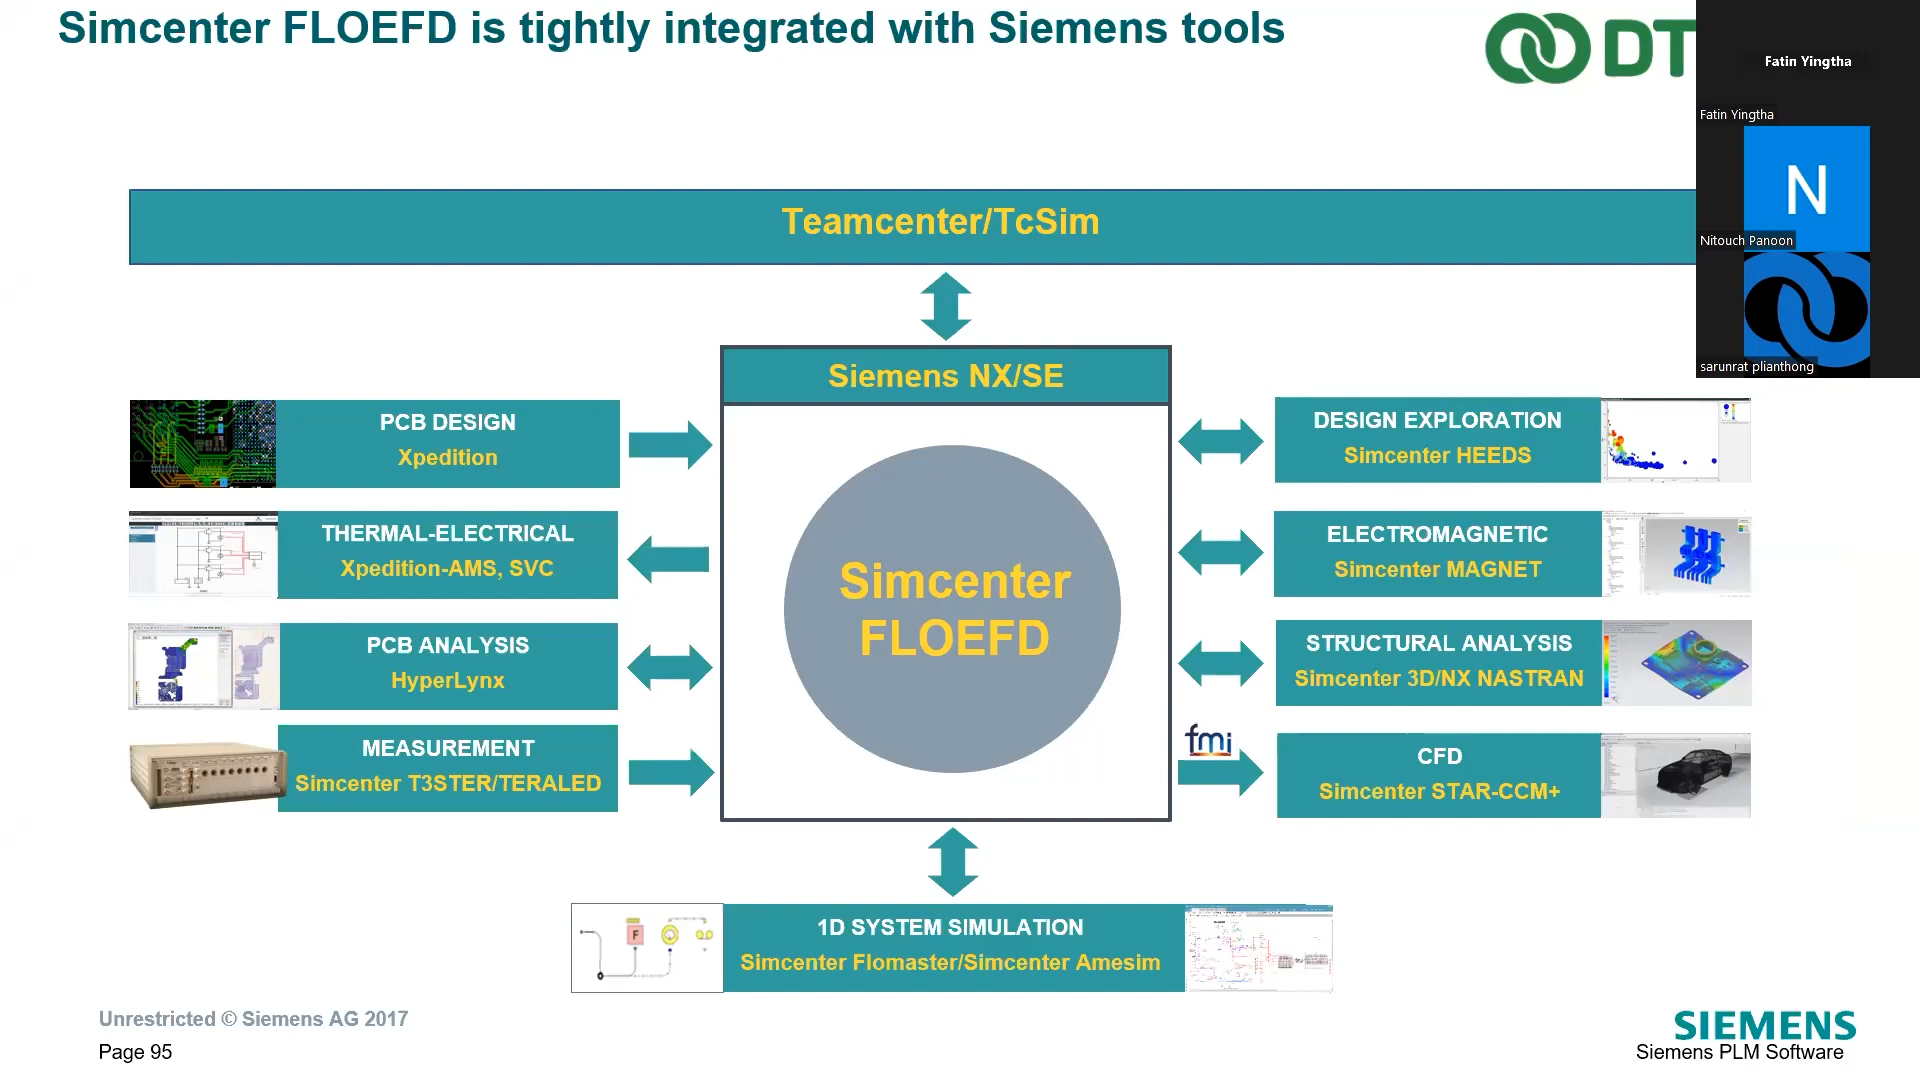 Simcenter FLOEFD is tightly integrated with Siemens tools
DT
Fatin Yingtha
Fatin Yingtha
N
Nitouch Panoon
sarunrat plianthong
Teamcenter/TcSim
Siemens NX/SE
Simcenter
FLOEFD
PCB DESIGN
Xpedition
THERMAL-ELECTRICAL
Xpedition-AMS, SVC
PCB ANALYSIS
HyperLynx
MEASUREMENT
Simcenter T3STER/TERALED
DESIGN EXPLORATION
Simcenter HEEDS
ELECTROMAGNETIC
Simcenter MAGNET
STRUCTURAL ANALYSIS
Simcenter 3D/NX NASTRAN
fmi
CFD
Simcenter STAR-CCM+
F
1D SYSTEM SIMULATION
Simcenter Flomaster/Simcenter Amesim
Unrestricted © Siemens AG 2017
Page 95
SIEMENS
Siemens PLM Software